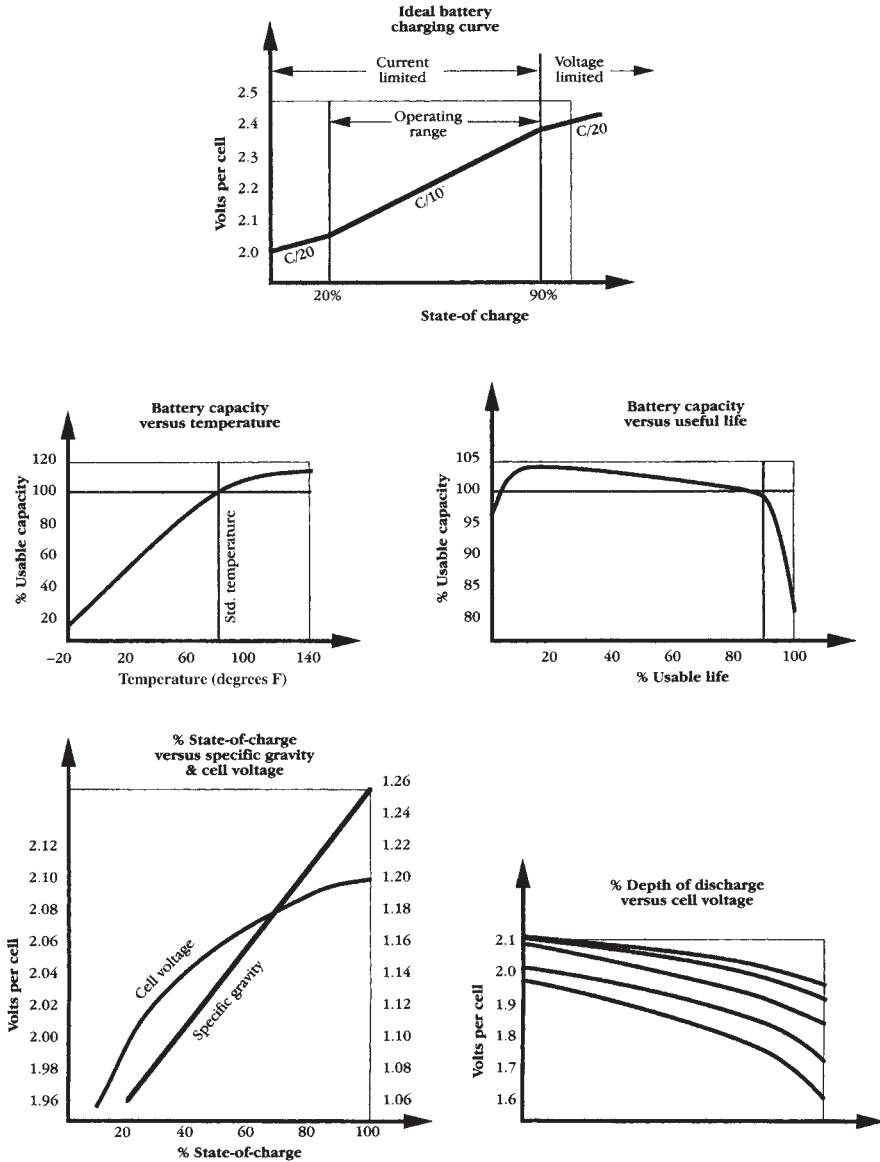 Ideal battery
charging curve
Current
limited
Voltage
limited
Operating
range
2.5
2.4
2.3
2.2
2.1
2.0
Volts per cell
C/20
C/10
C/20
20%
90%
State-of charge
Battery capacity
versus temperature
120
100
80
60
40
20
% Usable capacity
Std. temperature
–20 20 60 100 140
Temperature (degrees F)
Battery capacity
versus useful life
105
100
95
90
85
80
% Usable capacity
20 40 60 80 100
% Usable life
% State-of-charge
versus specific gravity
& cell voltage
2.12
2.10
2.08
2.06
2.04
2.02
2.00
1.98
1.96
Volts per cell
Cell voltage
Specific gravity
1.26
1.24
1.22
1.20
1.18
1.16
1.14
1.12
1.10
1.08
1.06
20 40 60 80 100
% State-of-charge
% Depth of discharge
versus cell voltage
2.1
2.0
1.9
1.8
1.7
1.6
Volts per cell